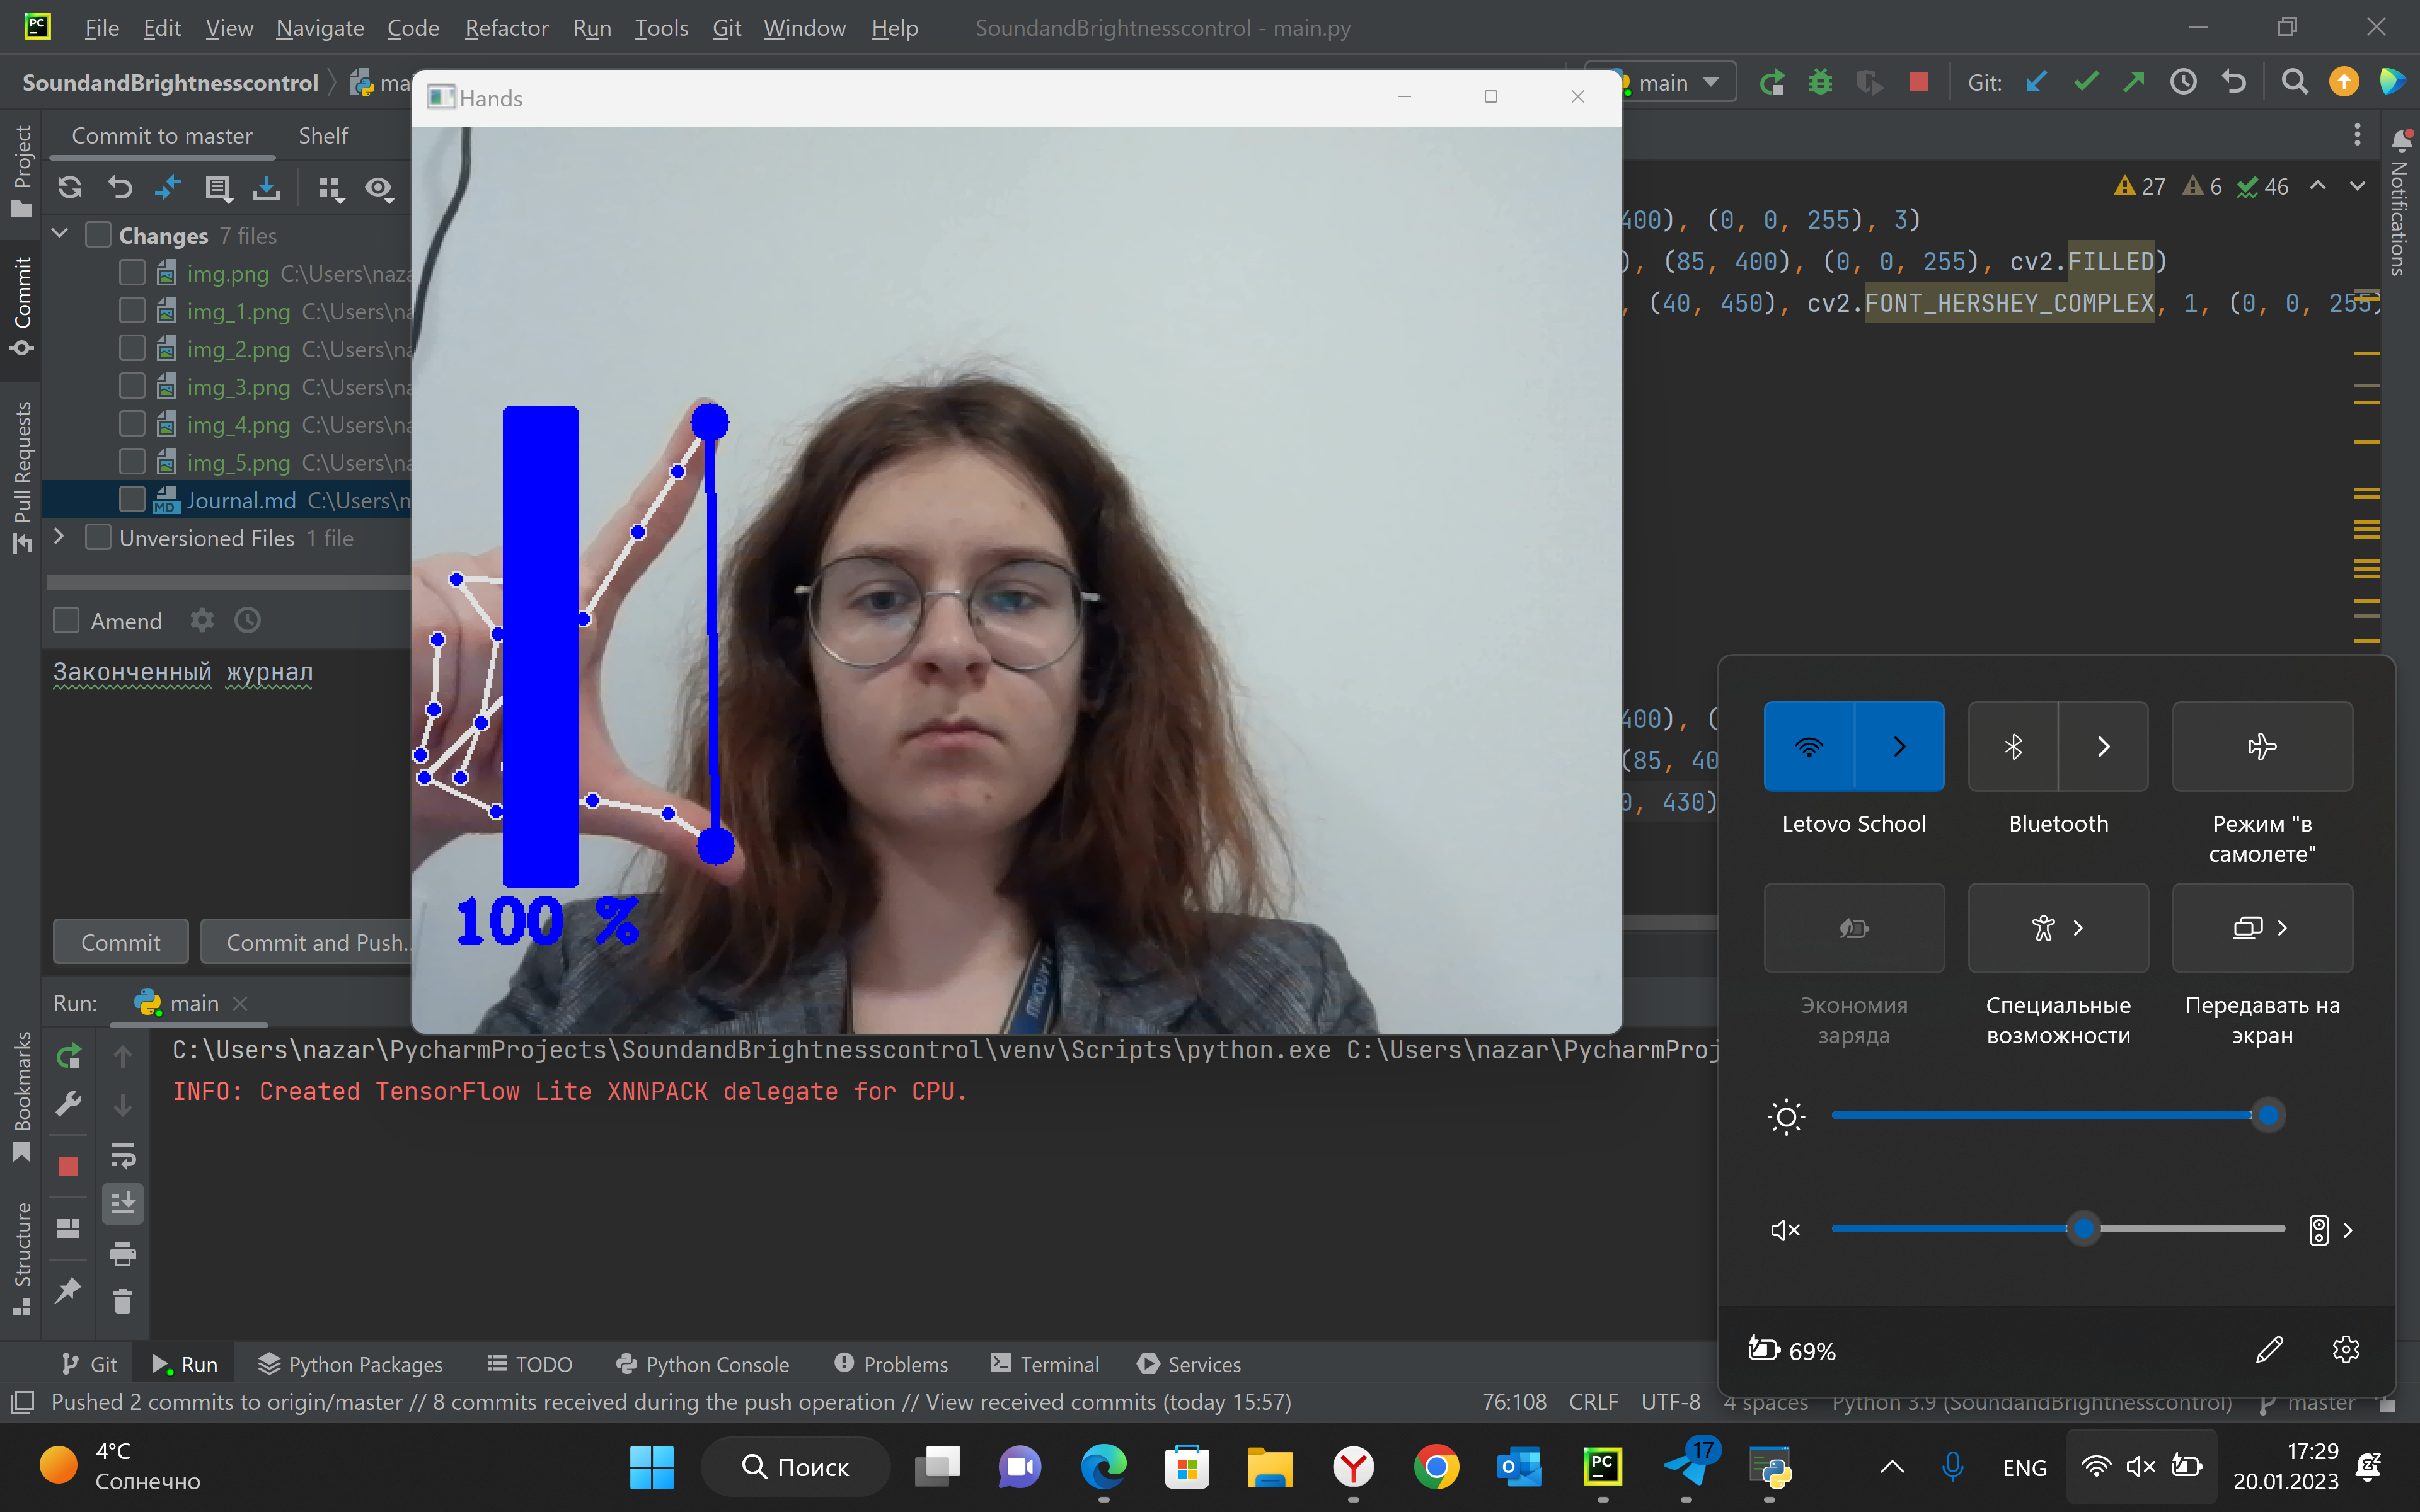 PC
File Edit View Navigate Code Refactor Run Tools Git Window Help SoundandBrightnesscontrol - main.py
SoundandBrightnesscontrol
main
Git:
Hands
Commit to master Shelf
Project
Commit
Pull Requests
Bookmarks
Structure
Notifications
27 6 46
Changes 7 files
img.png C:\Users\naza
img_1.png C:\Users\na
img_2.png C:\Users\na
img_3.png C:\Users\na
img_4.png C:\Users\na
img_5.png C:\Users\na
MD Journal.md C:\Users\n
Unversioned Files 1 file
Amend
Законченный журнал
Commit Commit and Push..
400), (0, 0, 255), 3)
), (85, 400), (0, 0, 255), cv2.FILLED)
, (40, 450), cv2.FONT_HERSHEY_COMPLEX, 1, (0, 0, 255)
400), (
(85, 40
0, 430)
100 %
Run: main
C:\Users\nazar\PycharmProjects\SoundandBrightnesscontrol\venv\Scripts\python.exe C:\Users\nazar\PycharmProj
INFO: Created TensorFlow Lite XNNPACK delegate for CPU.
Letovo School
Bluetooth
Режим "в
самолете"
Экономия
заряда
Специальные
возможности
Передавать на
экран
69%
Git Run Python Packages TODO Python Console Problems Terminal Services
Pushed 2 commits to origin/master // 8 commits received during the push operation // View received commits (today 15:57) 76:108 CRLF UTF-8 4 spaces Python 3.9 (SoundandBrightnesscontrol) master
4°C
Солнечно
Поиск
PC
17
ENG
17:29
20.01.2023